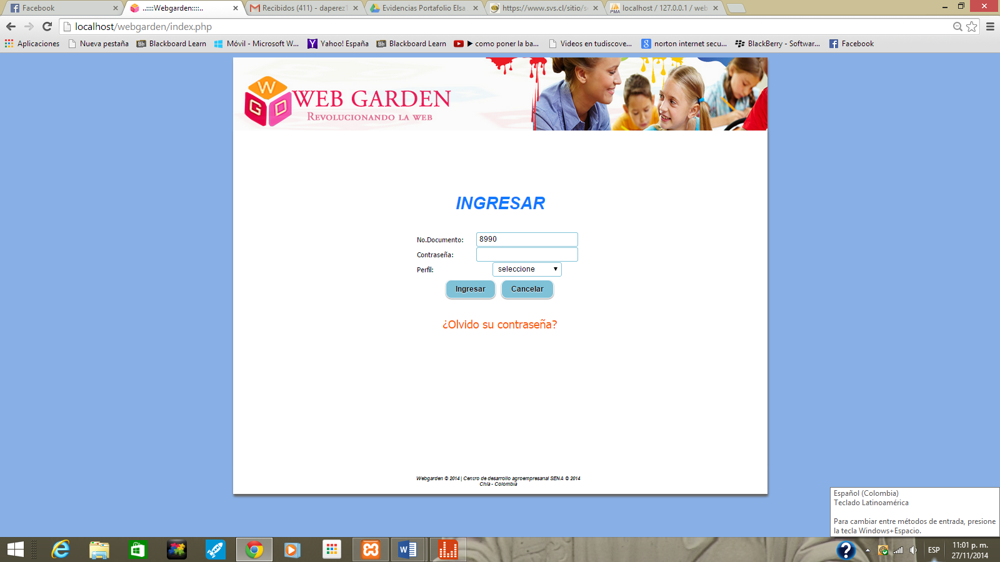 Facebook
..::::Webgarden::::..
Recibidos (411) - daperez1
Evidencias Portafolio Elsa
https://www.svs.cl/sitio/se
localhost / 127.0.0.1 / web
localhost/webgarden/index.php
Aplicaciones
Nueva pestaña
Blackboard Learn
Móvil - Microsoft W...
Yahoo! España
Blackboard Learn
▶ como poner la ba...
Videos en tudiscove...
norton internet secu...
BlackBerry - Softwar...
Facebook
W G D
WEB GARDEN
REVOLUCIONANDO LA WEB
INGRESAR
No.Documento: 8990
Contraseña:
Perfil: seleccione
Ingresar Cancelar
¿Olvido su contraseña?
Webgarden © 2014 | Centro de desarrollo agroempresarial SENA © 2014
Chía - Colombia
Español (Colombia)
Teclado Latinoamérica
Para cambiar entre métodos de entrada, presione
la tecla Windows+Espacio.
ESP
11:01 p. m.
27/11/2014